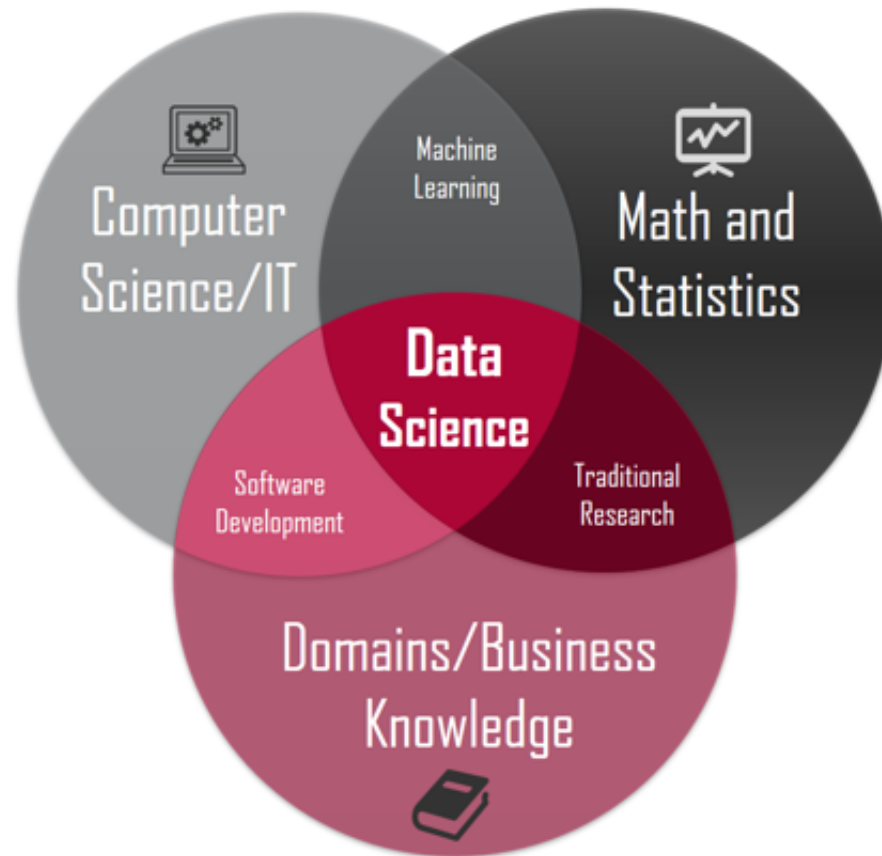 Machine
Learning
Computer
Science/IT
Math and
Statistics
Data
Science
Software
Development
Traditional
Research
Domains/Business
Knowledge